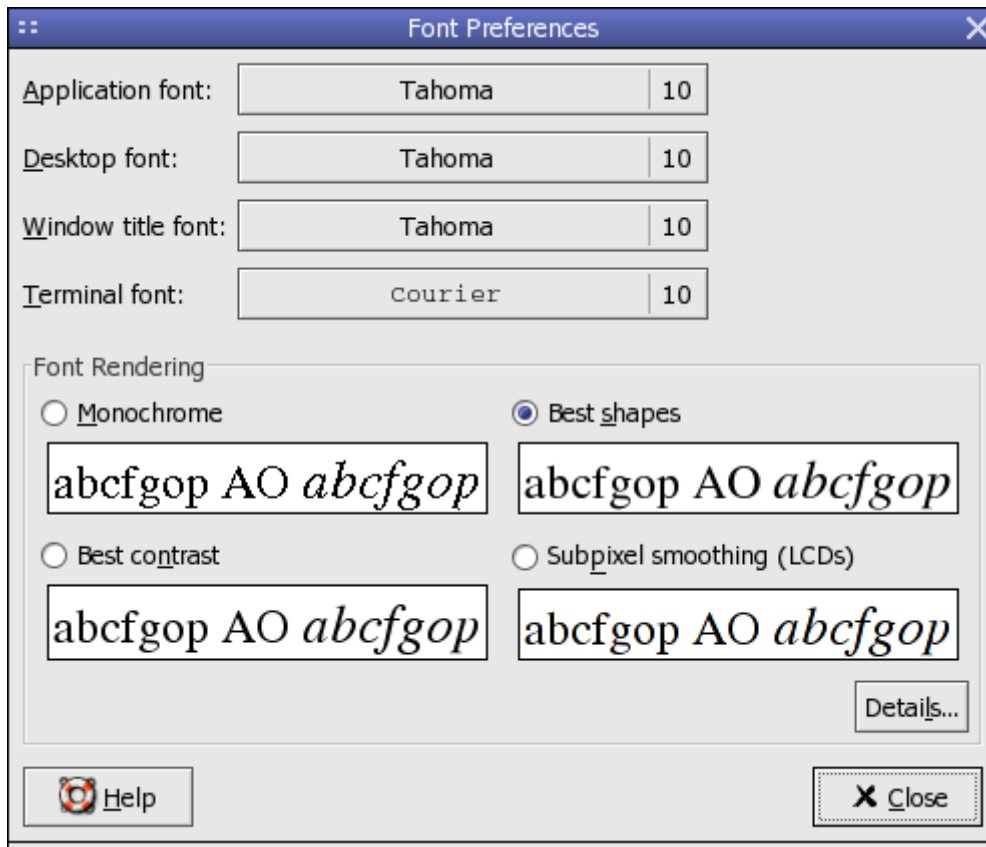 Font Preferences
Application font: Tahoma 10
Desktop font: Tahoma 10
Window title font: Tahoma 10
Terminal font: Courier 10
Font Rendering
Monochrome Best shapes
abcfgop AO abcfgop abcfgop AO abcfgop
Best contrast Subpixel smoothing (LCDs)
abcfgop AO abcfgop abcfgop AO abcfgop
Details...
Help Close